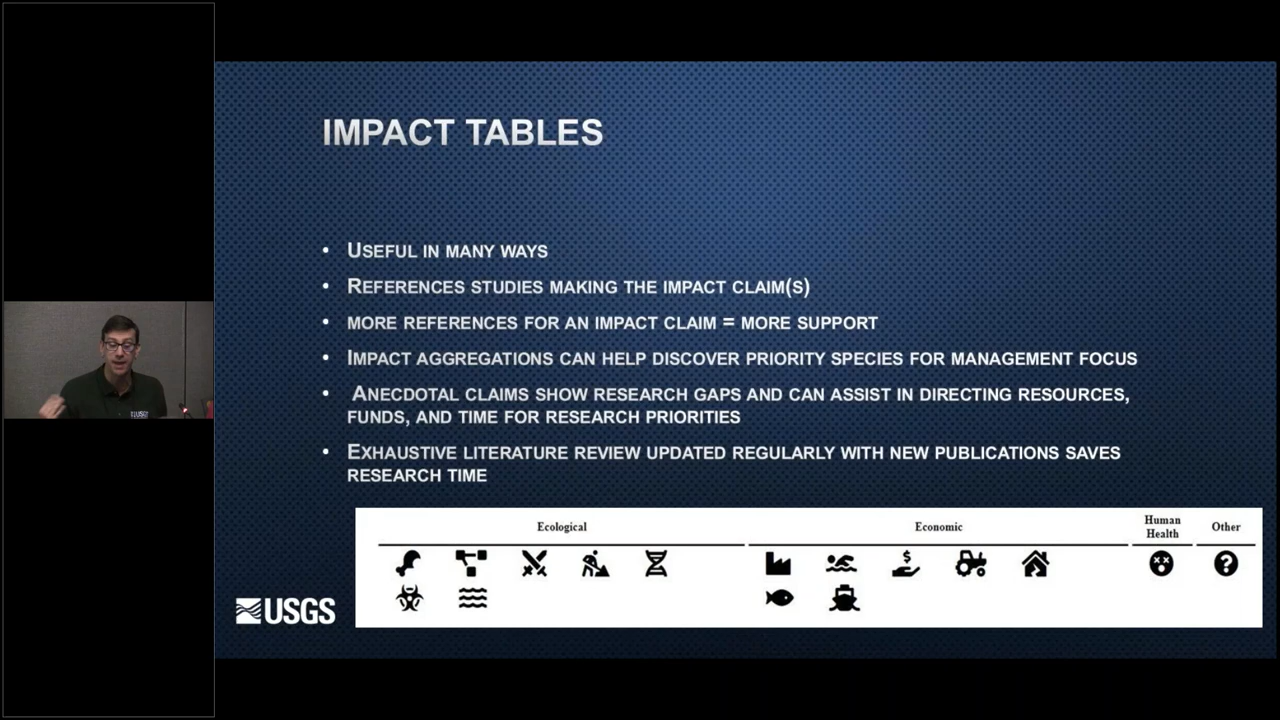 IMPACT TABLES
• USEFUL IN MANY WAYS
• REFERENCES STUDIES MAKING THE IMPACT CLAIM(S)
• MORE REFERENCES FOR AN IMPACT CLAIM = MORE SUPPORT
• IMPACT AGGREGATIONS CAN HELP DISCOVER PRIORITY SPECIES FOR MANAGEMENT FOCUS
• ANECDOTAL CLAIMS SHOW RESEARCH GAPS AND CAN ASSIST IN DIRECTING RESOURCES,
FUNDS, AND TIME FOR RESEARCH PRIORITIES
• EXHAUSTIVE LITERATURE REVIEW UPDATED REGULARLY WITH NEW PUBLICATIONS SAVES
RESEARCH TIME
Ecological
Economic
Human
Health
Other
$
?
USGS